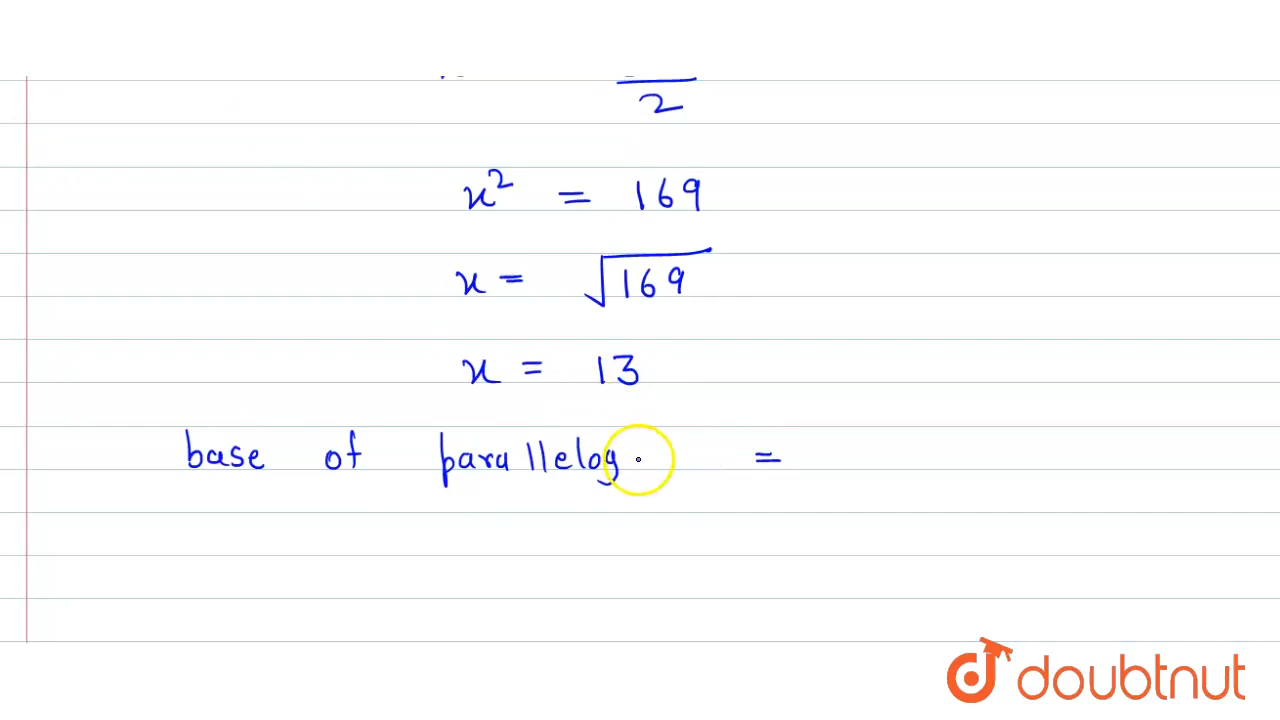 2
x² = 169
x = √169
x = 13
base of parallelog =
doubtnut